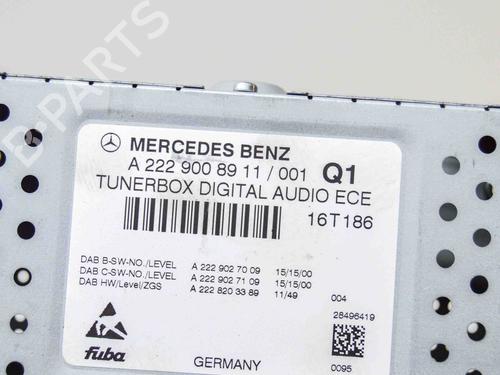 B-PARTS
MERCEDES BENZ
A 222 900 89 11 / 001 Q1
TUNERBOX DIGITAL AUDIO ECE
16T186
DAB B-SW-NO./LEVEL A 222 902 70 09 15/15/00
DAB C-SW-NO./LEVEL A 222 902 71 09 15/15/00
DAB HW/Level/ZGS A 222 820 33 89 11/49 004
28496419
fuba
GERMANY 0095